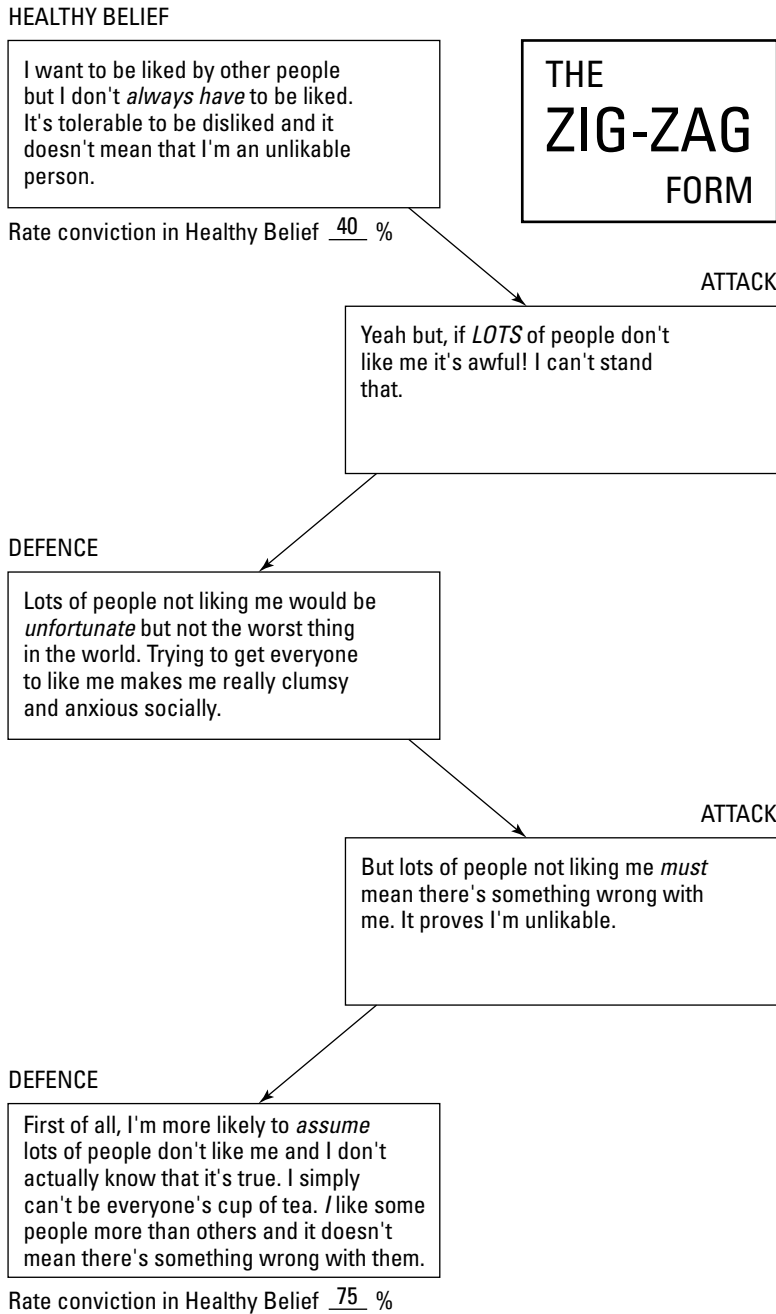 HEALTHY BELIEF
I want to be liked by other people
but I don't always have to be liked.
It's tolerable to be disliked and it
doesn't mean that I'm an unlikable
person.
THE
ZIG-ZAG
FORM
Rate conviction in Healthy Belief 40 %
ATTACK
Yeah but, if LOTS of people don't
like me it's awful! I can't stand
that.
DEFENCE
Lots of people not liking me would be
unfortunate but not the worst thing
in the world. Trying to get everyone
to like me makes me really clumsy
and anxious socially.
ATTACK
But lots of people not liking me must
mean there's something wrong with
me. It proves I'm unlikable.
DEFENCE
First of all, I'm more likely to assume
lots of people don't like me and I don't
actually know that it's true. I simply
can't be everyone's cup of tea. I like some
people more than others and it doesn't
mean there's something wrong with them.
Rate conviction in Healthy Belief 75 %